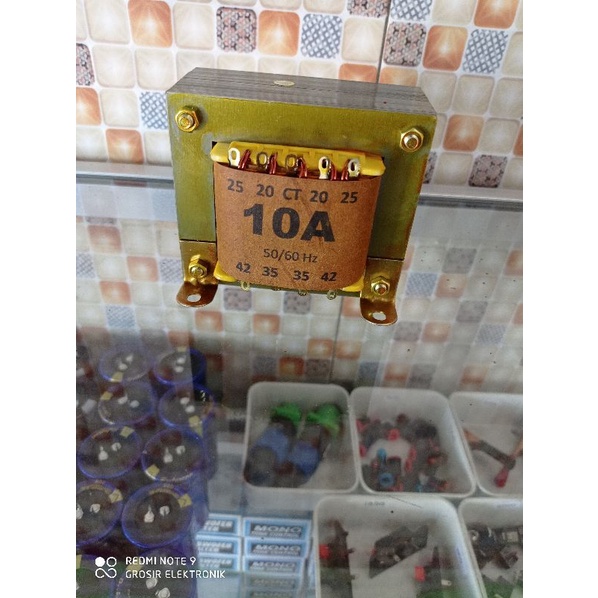 25 20 CT 20 25
10A
50/60 Hz
42 35 35 42
MONO
MONO
REDMI NOTE 9
GROSIR ELEKTRONIK